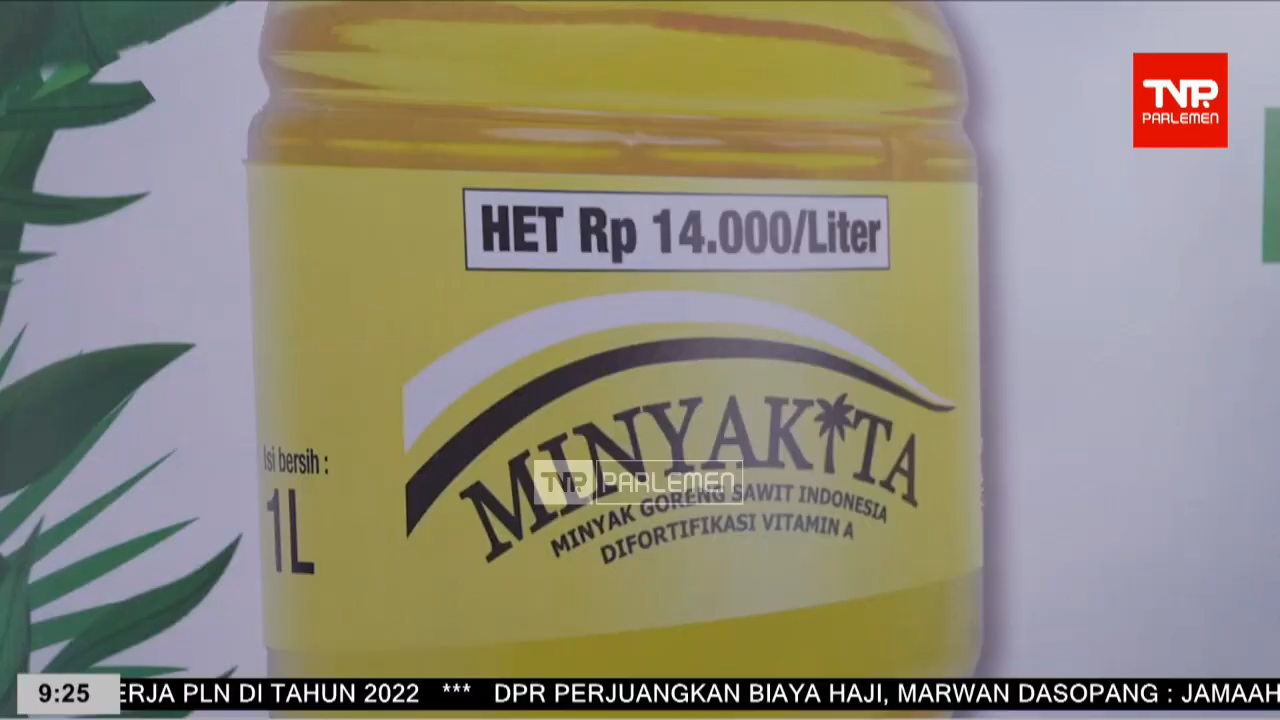 TVR
PARLEMEN
HET Rp 14.000/Liter
MINYAKITA
Isi bersih :
1L
TVR PARLEMEN
MINYAK GORENG SAWIT INDONESIA
DIFORTIFIKASI VITAMIN A
9:25 ERJA PLN DI TAHUN 2022 *** DPR PERJUANGKAN BIAYA HAJI, MARWAN DASOPANG : JAMAAH